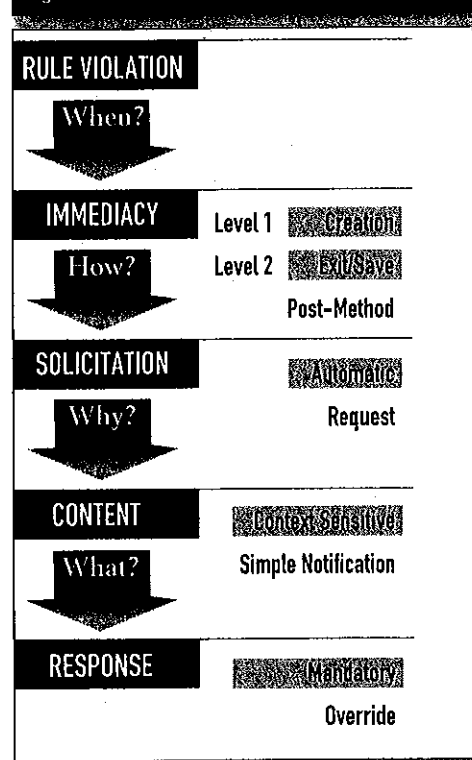 RULE VIOLATION
When?
IMMEDIACY
Level 1 Creation
How?
Level 2 Exit/Save
Post-Method
SOLICITATION
Automatic
Why?
Request
CONTENT
Context Sensitive
What?
Simple Notification
RESPONSE
Mandatory
Override